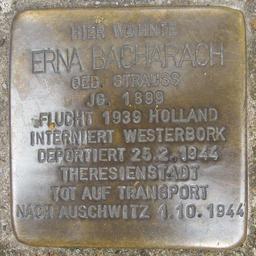 HIER WOHNTE
ERNA BACHARACH
GEB. STRAUSS
JG. 1899
FLUCHT 1939 HOLLAND
INTERNIERT WESTERBORK
DEPORTIERT 25.2.1944
THERESIENSTADT
TOT AUF TRANSPORT
NACH AUSCHWITZ 1.10.1944